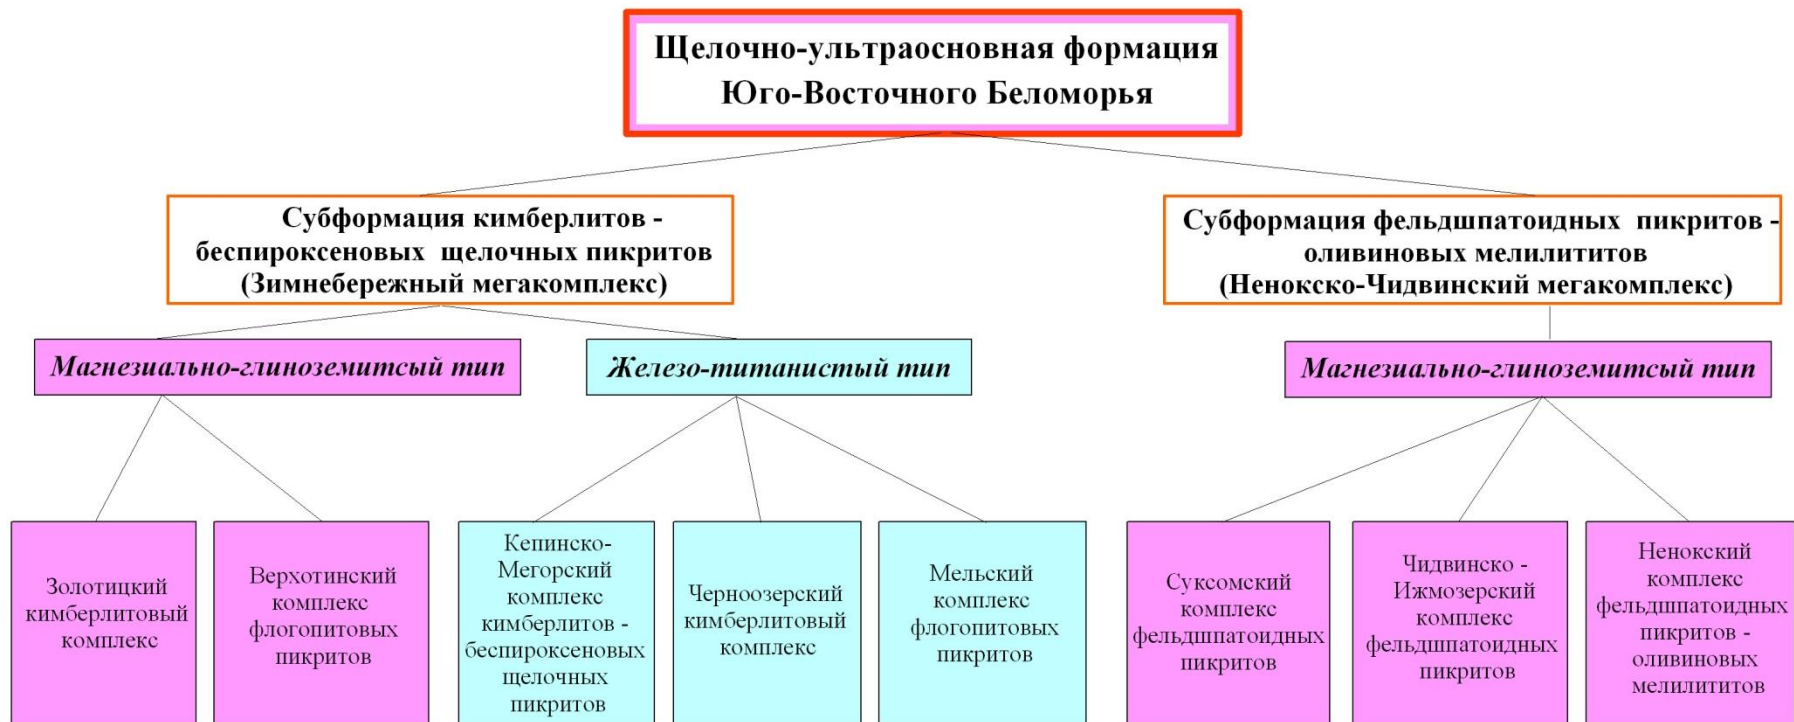 Щелочно-ультраосновная формация
Юго-Восточного Беломорья
Субформация кимберлитов -
беспироксеновых щелочных пикритов
(Зимнебережный мегакомплекс)
Субформация фельдшпатоидных пикритов -
оливиновых мелилититов
(Ненокско-Чидвинский мегакомплекс)
Магнезиально-глиноземитсый тип
Железо-титанистый тип
Магнезиально-глиноземитсый тип
Золотицкий
кимберлитовый
комплекс
Верхотинский
комплекс
флогопитовых
пикритов
Кепинско-
Мегорский
комплекс
кимберлитов -
беспироксеновых
щелочных
пикритов
Черноозерский
кимберлитовый
комплекс
Мельский
комплекс
флогопитовых
пикритов
Суксомский
комплекс
фельдшпатоидных
пикритов
Чидвинско -
Ижмозерский
комплекс
фельдшпатоидных
пикритов
Ненокский
комплекс
фельдшпатоидных
пикритов -
оливиновых
мелилититов